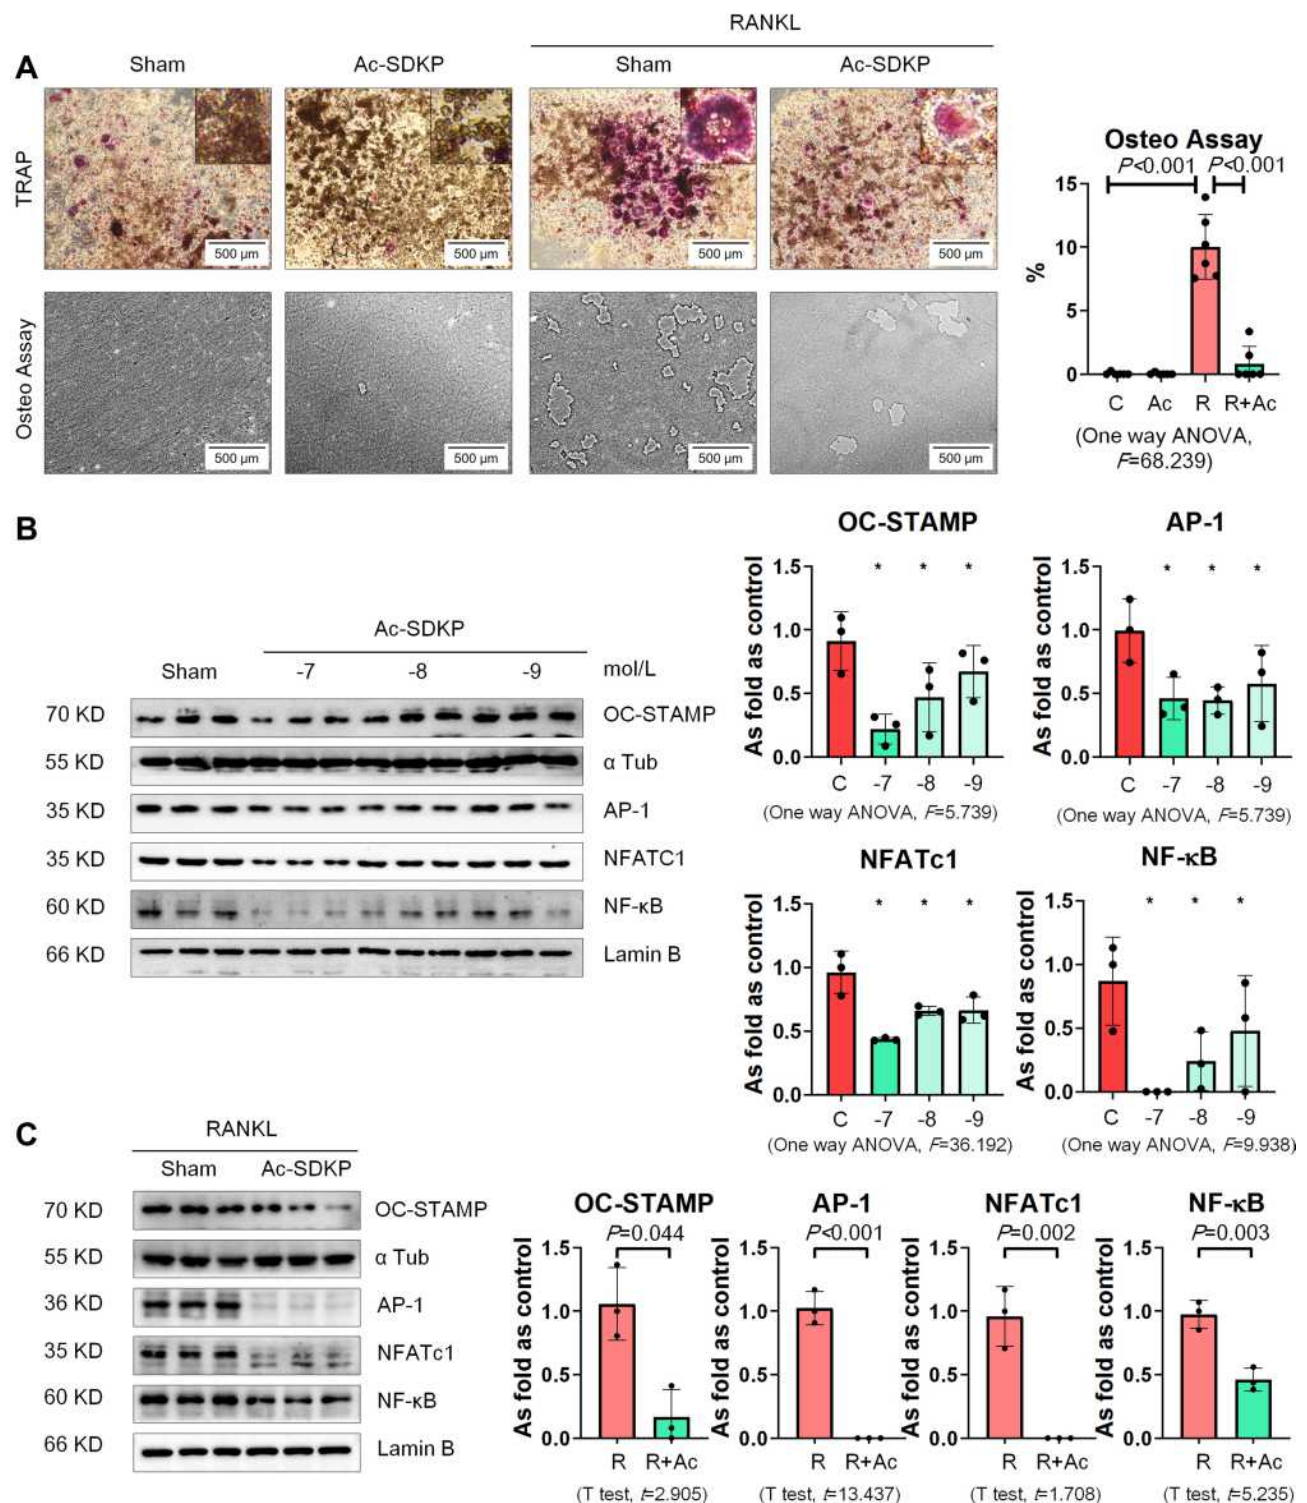 RANKL
A
Sham Ac-SDKP Sham Ac-SDKP
TRAP
500 µm 500 µm 500 µm 500 µm
Osteo Assay
500 µm 500 µm 500 µm 500 µm
Osteo Assay
P<0.001 P<0.001
15
10
%
5
0
C Ac R R+Ac
(One way ANOVA,
F=68.239)
B
Ac-SDKP
Sham -7 -8 -9 mol/L
70 KD OC-STAMP
55 KD α Tub
35 KD AP-1
35 KD NFATC1
60 KD NF-κB
66 KD Lamin B
OC-STAMP
As fold as control
1.5
1.0
0.5
0.0
* * *
C -7 -8 -9
(One way ANOVA, F=5.739)
AP-1
As fold as control
1.5
1.0
0.5
0.0
* * *
C -7 -8 -9
(One way ANOVA, F=5.739)
NFATc1
As fold as control
1.5
1.0
0.5
0.0
* * *
C -7 -8 -9
(One way ANOVA, F=36.192)
NF-κB
As fold as control
1.5
1.0
0.5
0.0
* * *
C -7 -8 -9
(One way ANOVA, F=9.938)
C
RANKL
Sham Ac-SDKP
70 KD OC-STAMP
55 KD α Tub
36 KD AP-1
35 KD NFATc1
60 KD NF-κB
66 KD Lamin B
OC-STAMP
P=0.044
As fold as control
1.5
1.0
0.5
0.0
R R+Ac
(T test, t=2.905)
AP-1
P<0.001
As fold as control
1.5
1.0
0.5
0.0
R R+Ac
(T test, t=13.437)
NFATc1
P=0.002
As fold as control
1.5
1.0
0.5
0.0
R R+Ac
(T test, t=1.708)
NF-κB
P=0.003
As fold as control
1.5
1.0
0.5
0.0
R R+Ac
(T test, t=5.235)